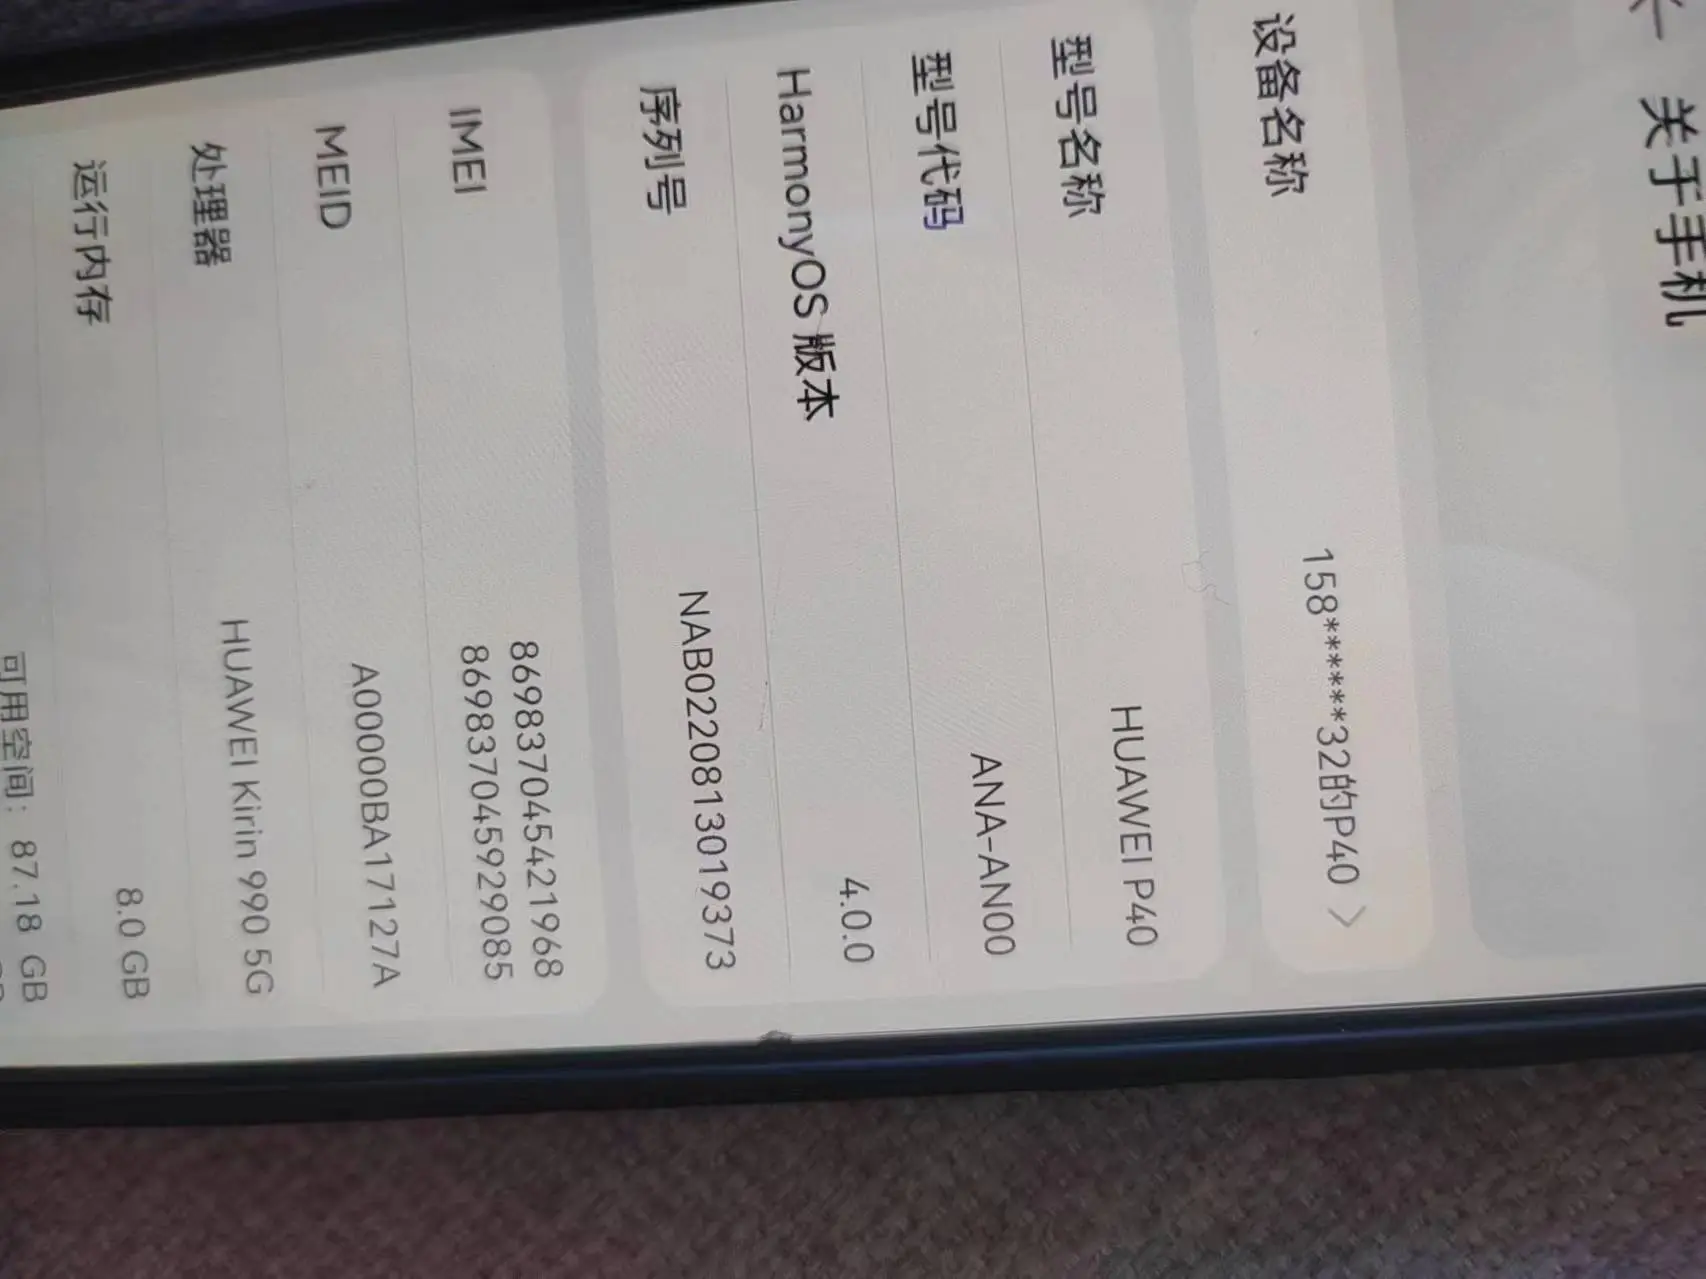 关于手机
设备名称
158******32的P40
型号名称
HUAWEI P40
型号代码
ANA-AN00
HarmonyOS 版本
4.0.0
序列号
NAB0220813019373
IMEI
869837045421968
869837045929085
MEID
A00000BA17127A
处理器
HUAWEI Kirin 990 5G
运行内存
8.0 GB
可用空间：87.18 GB